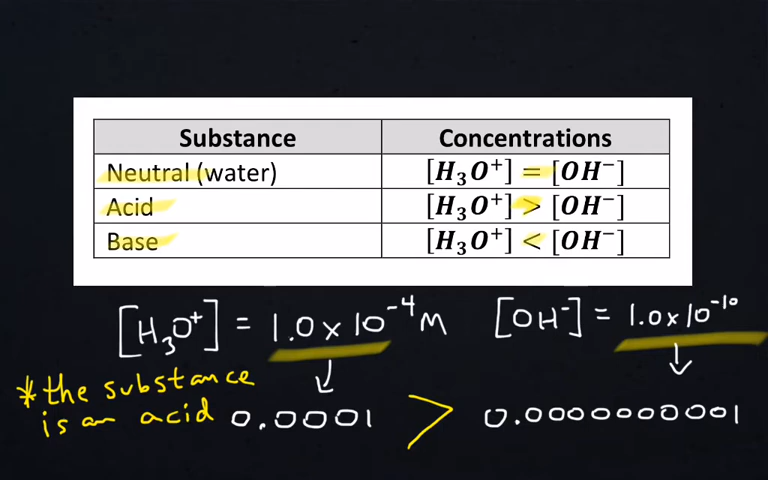 Substance Concentrations
Neutral (water) [H₃O⁺] = [OH⁻]
Acid [H₃O⁺] > [OH⁻]
Base [H₃O⁺] < [OH⁻]
[H₃O⁺] = 1.0 x 10⁻⁴ M [OH⁻] = 1.0 x 10⁻¹⁰
* the substance
is an acid 0.0001 > 0.0000000001